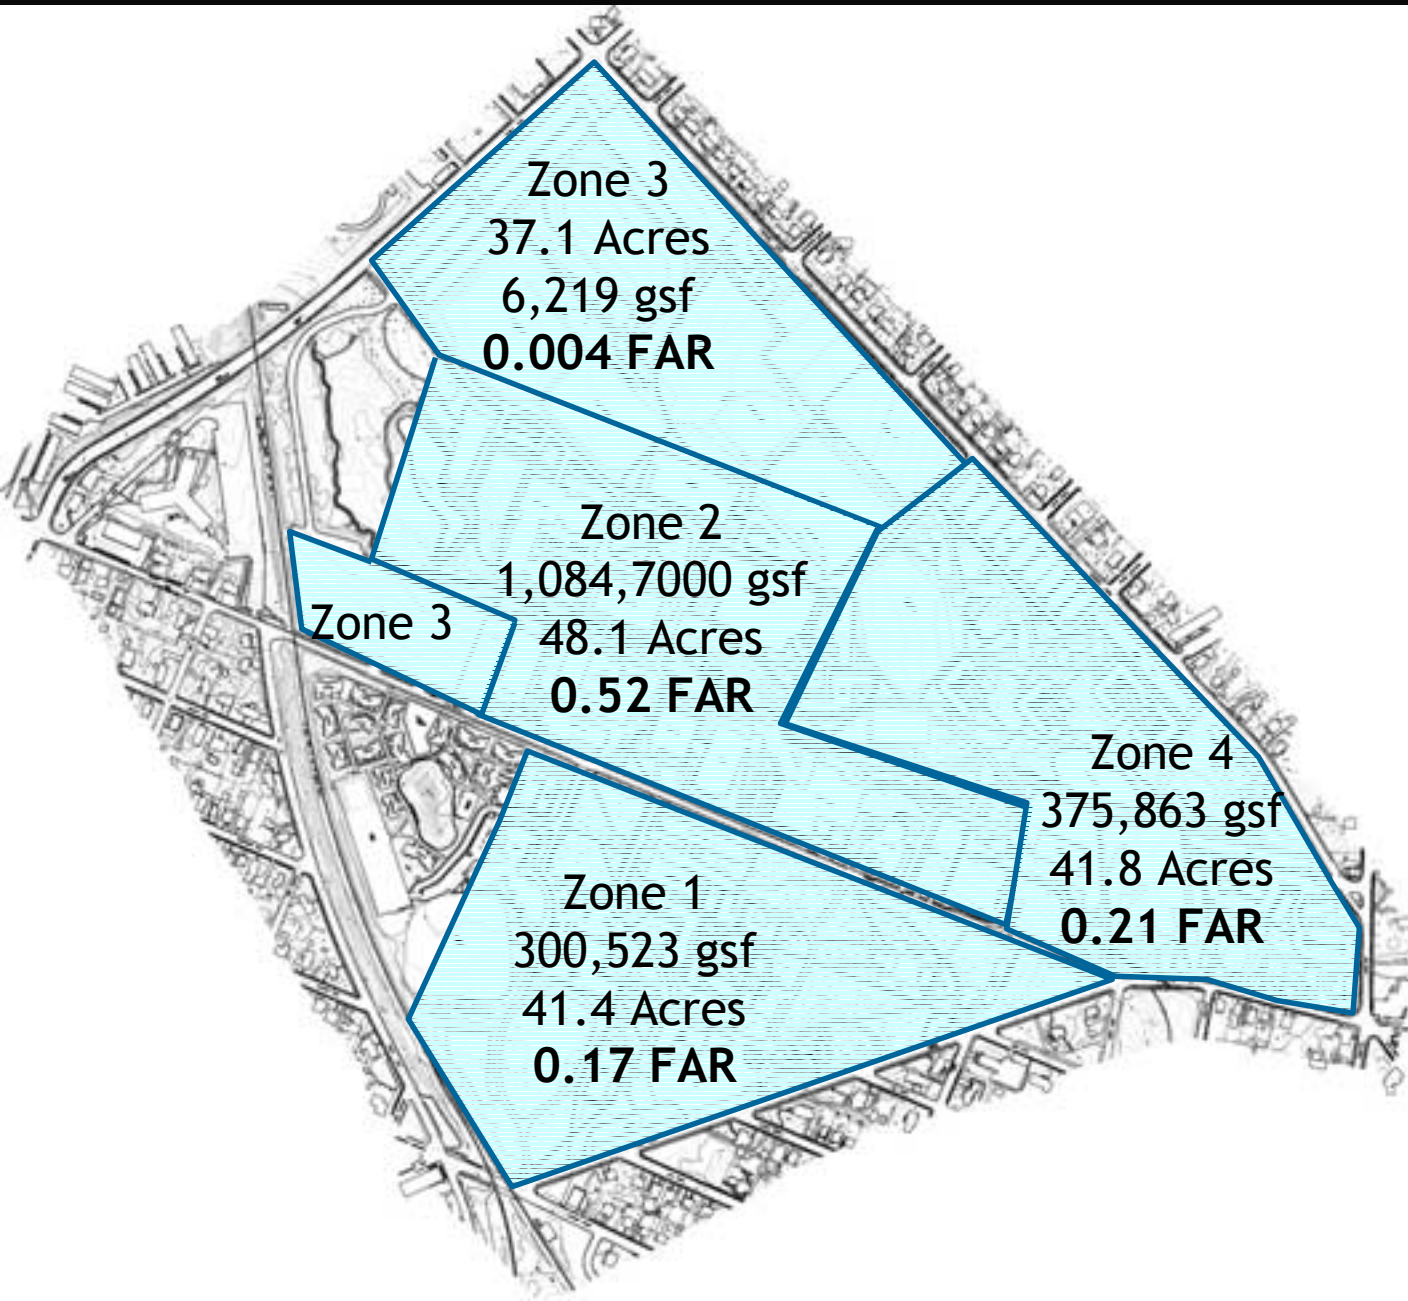 Zone 3
37.1 Acres
6,219 gsf
0.004 FAR
Zone 2
1,084,7000 gsf
48.1 Acres
0.52 FAR
Zone 3
Zone 4
375,863 gsf
41.8 Acres
0.21 FAR
Zone 1
300,523 gsf
41.4 Acres
0.17 FAR